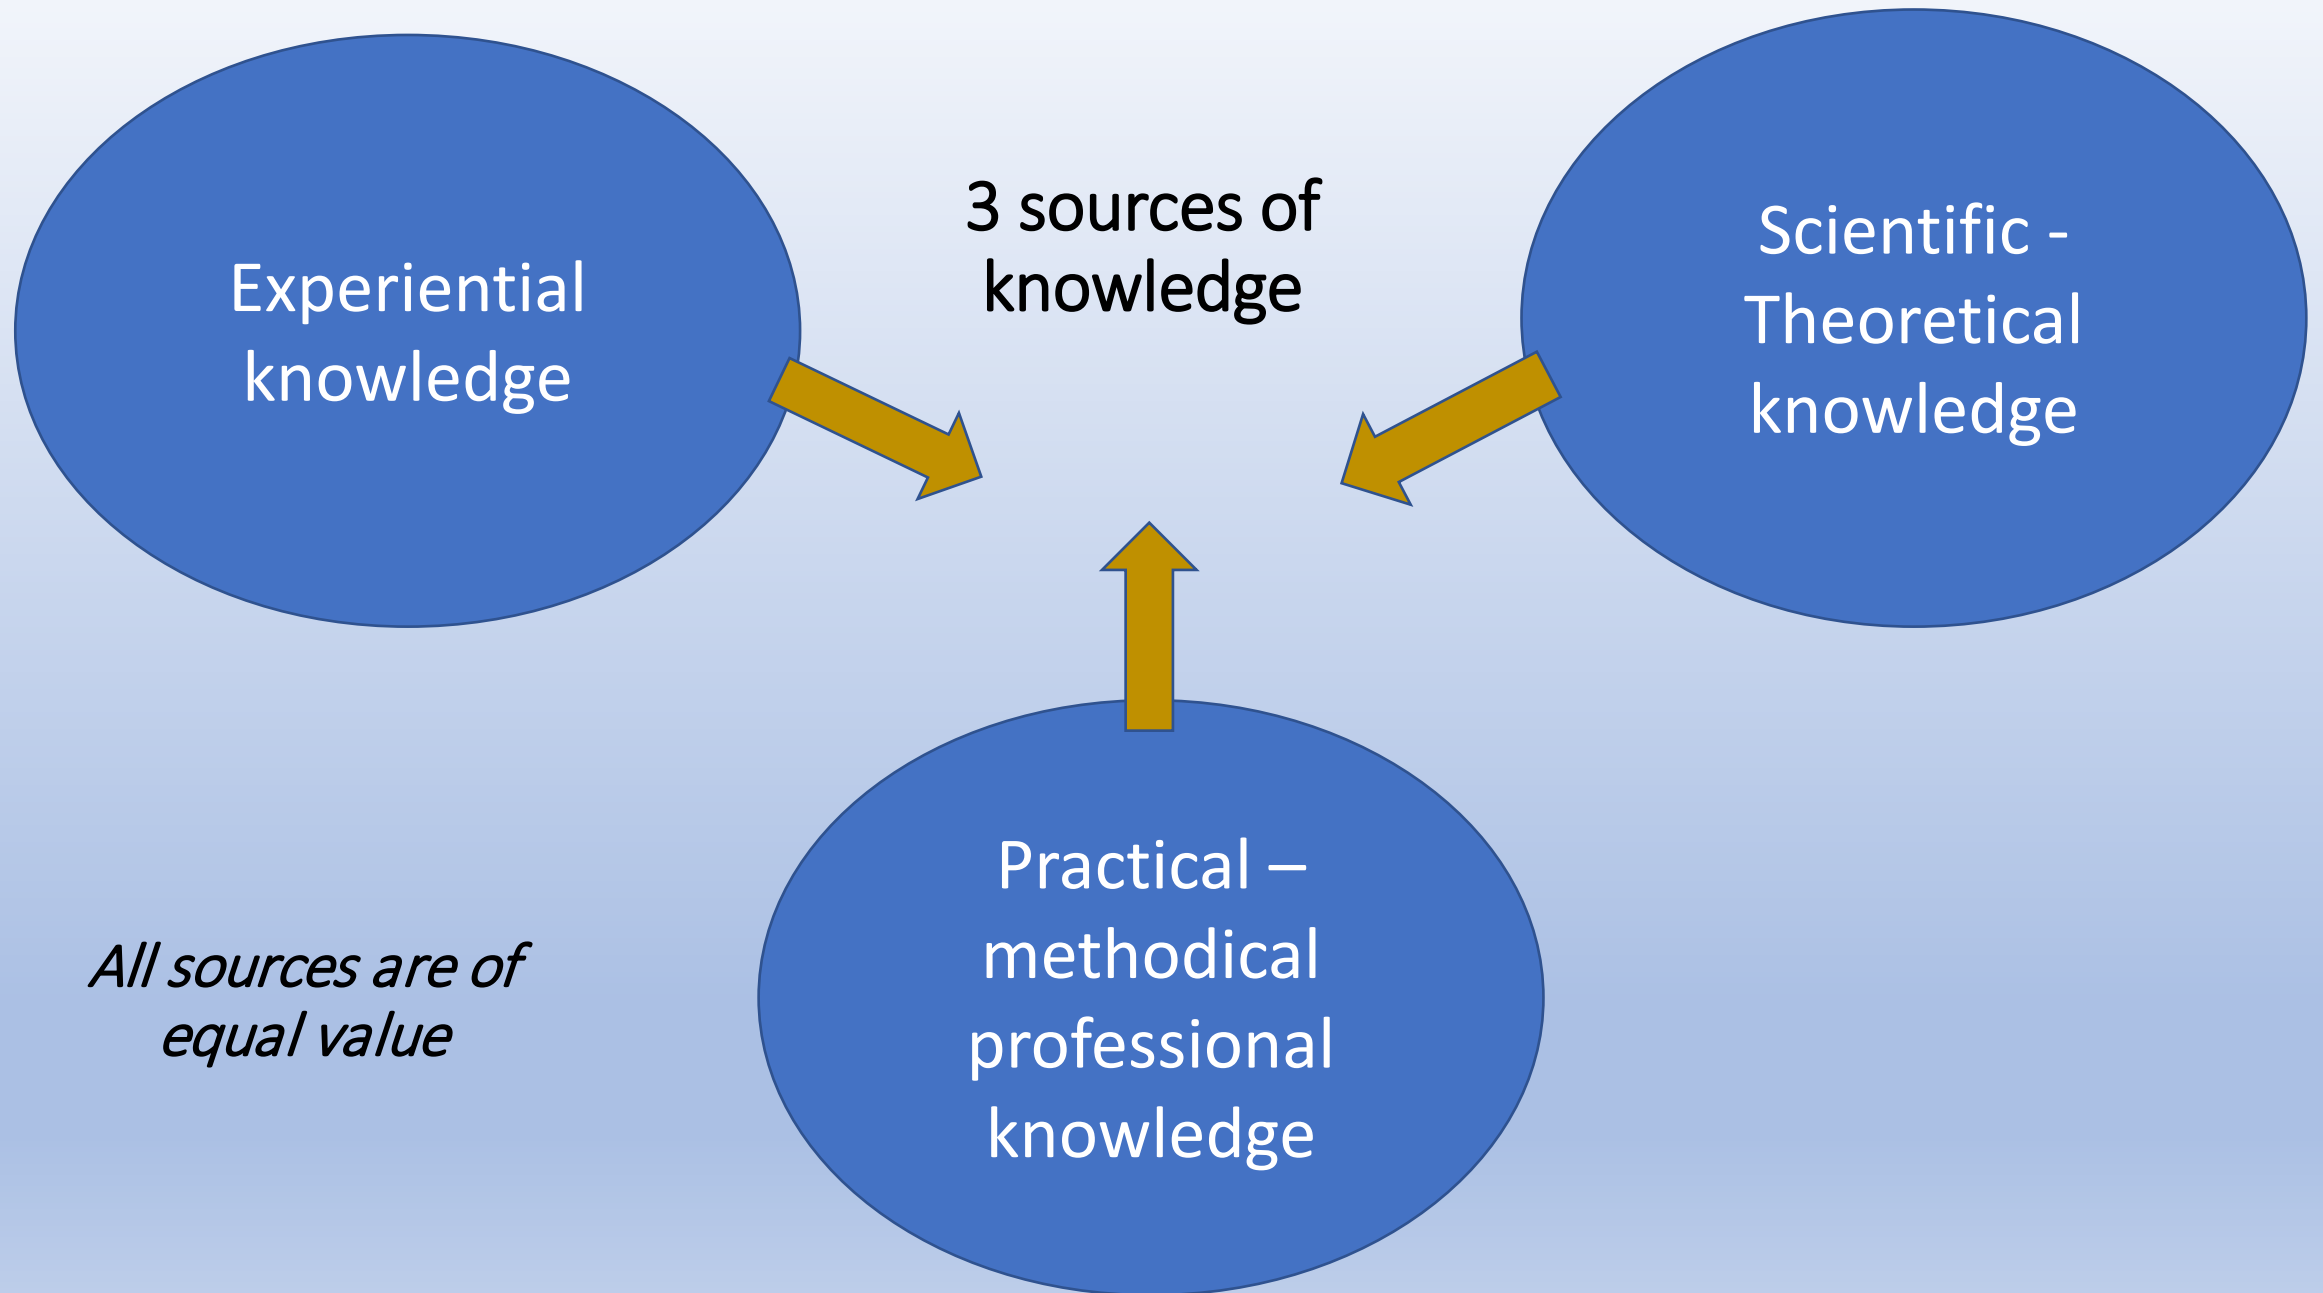 Experiential
knowledge
3 sources of
knowledge
Scientific -
Theoretical
knowledge
Practical –
methodical
professional
knowledge
All sources are of
equal value